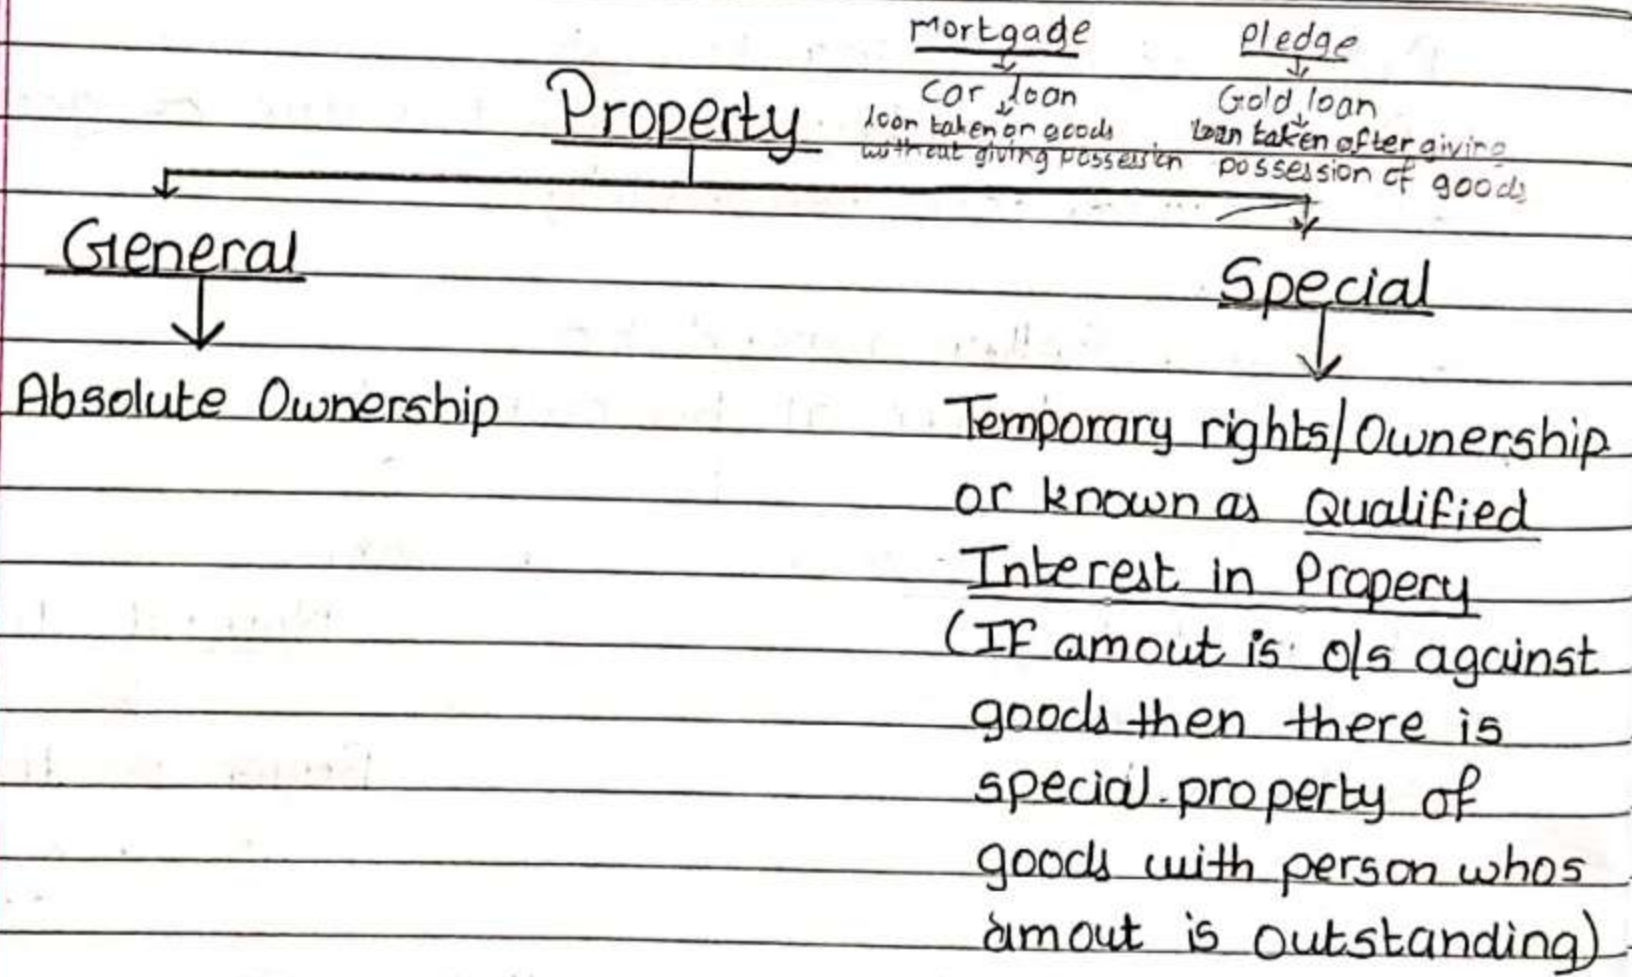 Mortgade
Pledge
Car loan
loan taken on goods
without giving possession
Gold loan
loan taken after giving
possession of goods
Property
General
Special
Absolute Ownership
Temporary rights/Ownership
or known as Qualified
Interest in Propery
(If amout is o/s against
goods then there is
special property of
goods with person whos
amout is outstanding)